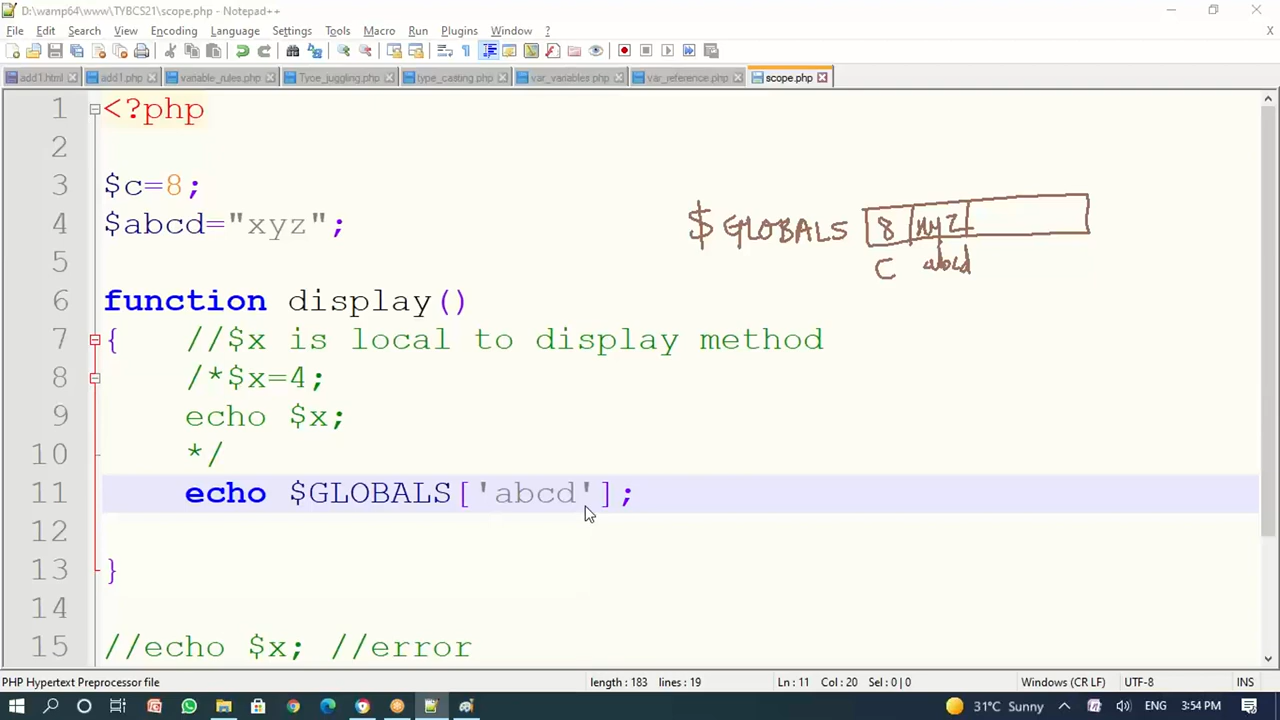 D:\wamp64\www\TYBCS21\scope.php - Notepad++
File Edit Search View Encoding Language Settings Tools Macro Run Plugins Window ? X
add1.html add1.php variable_rules.php Tyoe_juggling.php type_casting.php var_variables.php var_reference.php scope.php
1 <?php
2
3 $c=8;
4 $abcd="xyz";
$ GLOBALS 8 xyz
c abcd
5
6 function display()
7 { //$x is local to display method
8 /*$x=4;
9 echo $x;
10 */
11 echo $GLOBALS['abcd'];
12
13 }
14
15 //echo $x; //error
PHP Hypertext Preprocessor file length : 183 lines : 19 Ln : 11 Col : 20 Sel : 0 | 0 Windows (CR LF) UTF-8 INS
31°C Sunny ENG 3:54 PM